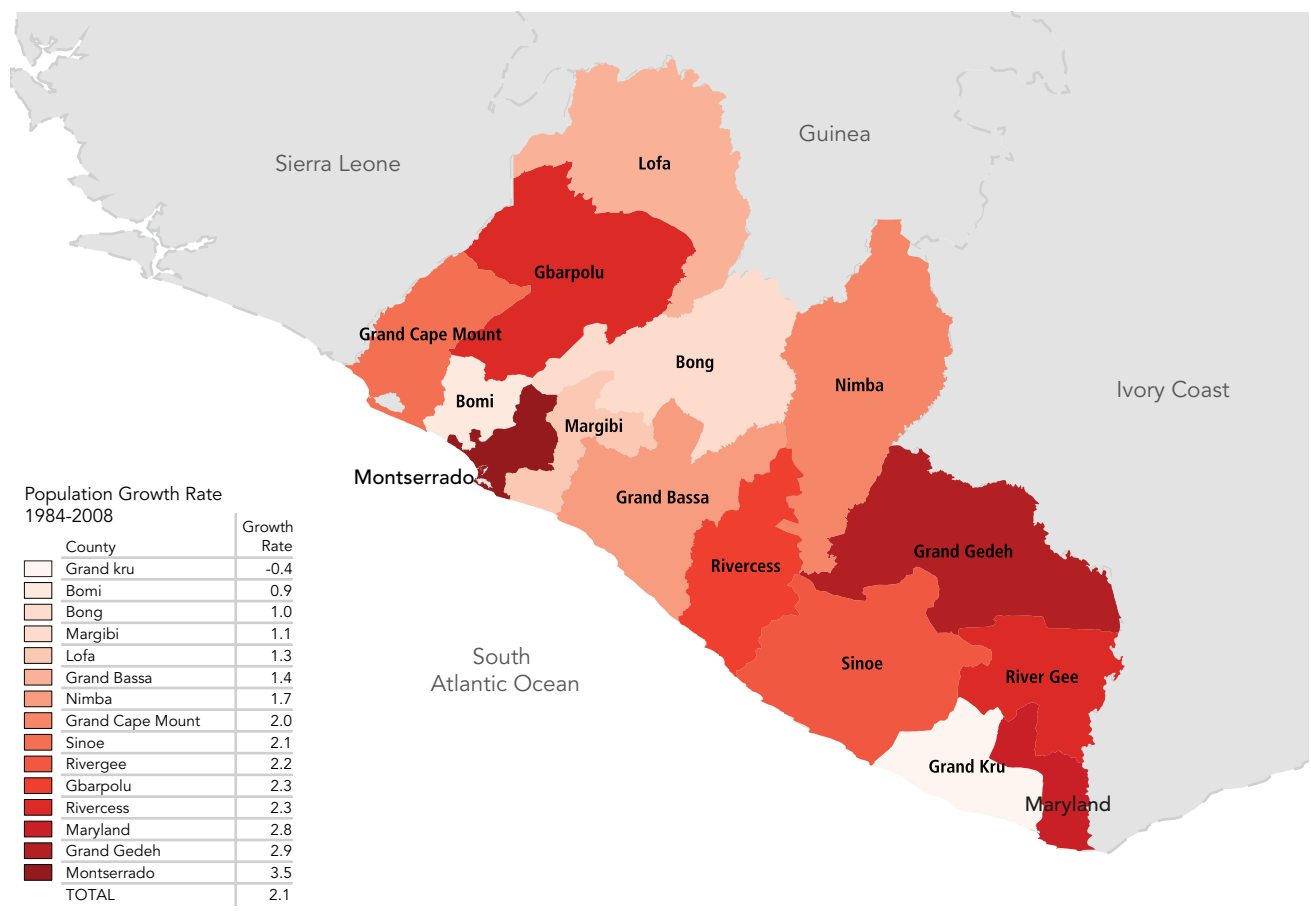 Guinea
Sierra Leone
Lofa
Gbarpolu
Grand Cape Mount
Bong
Nimba
Ivory Coast
Bomi
Margibi
Montserrado
Grand Bassa
Grand Gedeh
Rivercess
Sinoe
River Gee
South
Atlantic Ocean
Grand Kru
Maryland
Population Growth Rate
1984-2008
County Growth Rate
Grand kru -0.4
Bomi 0.9
Bong 1.0
Margibi 1.1
Lofa 1.3
Grand Bassa 1.4
Nimba 1.7
Grand Cape Mount 2.0
Sinoe 2.1
Rivergee 2.2
Gbarpolu 2.3
Rivercess 2.3
Maryland 2.8
Grand Gedeh 2.9
Montserrado 3.5
TOTAL 2.1